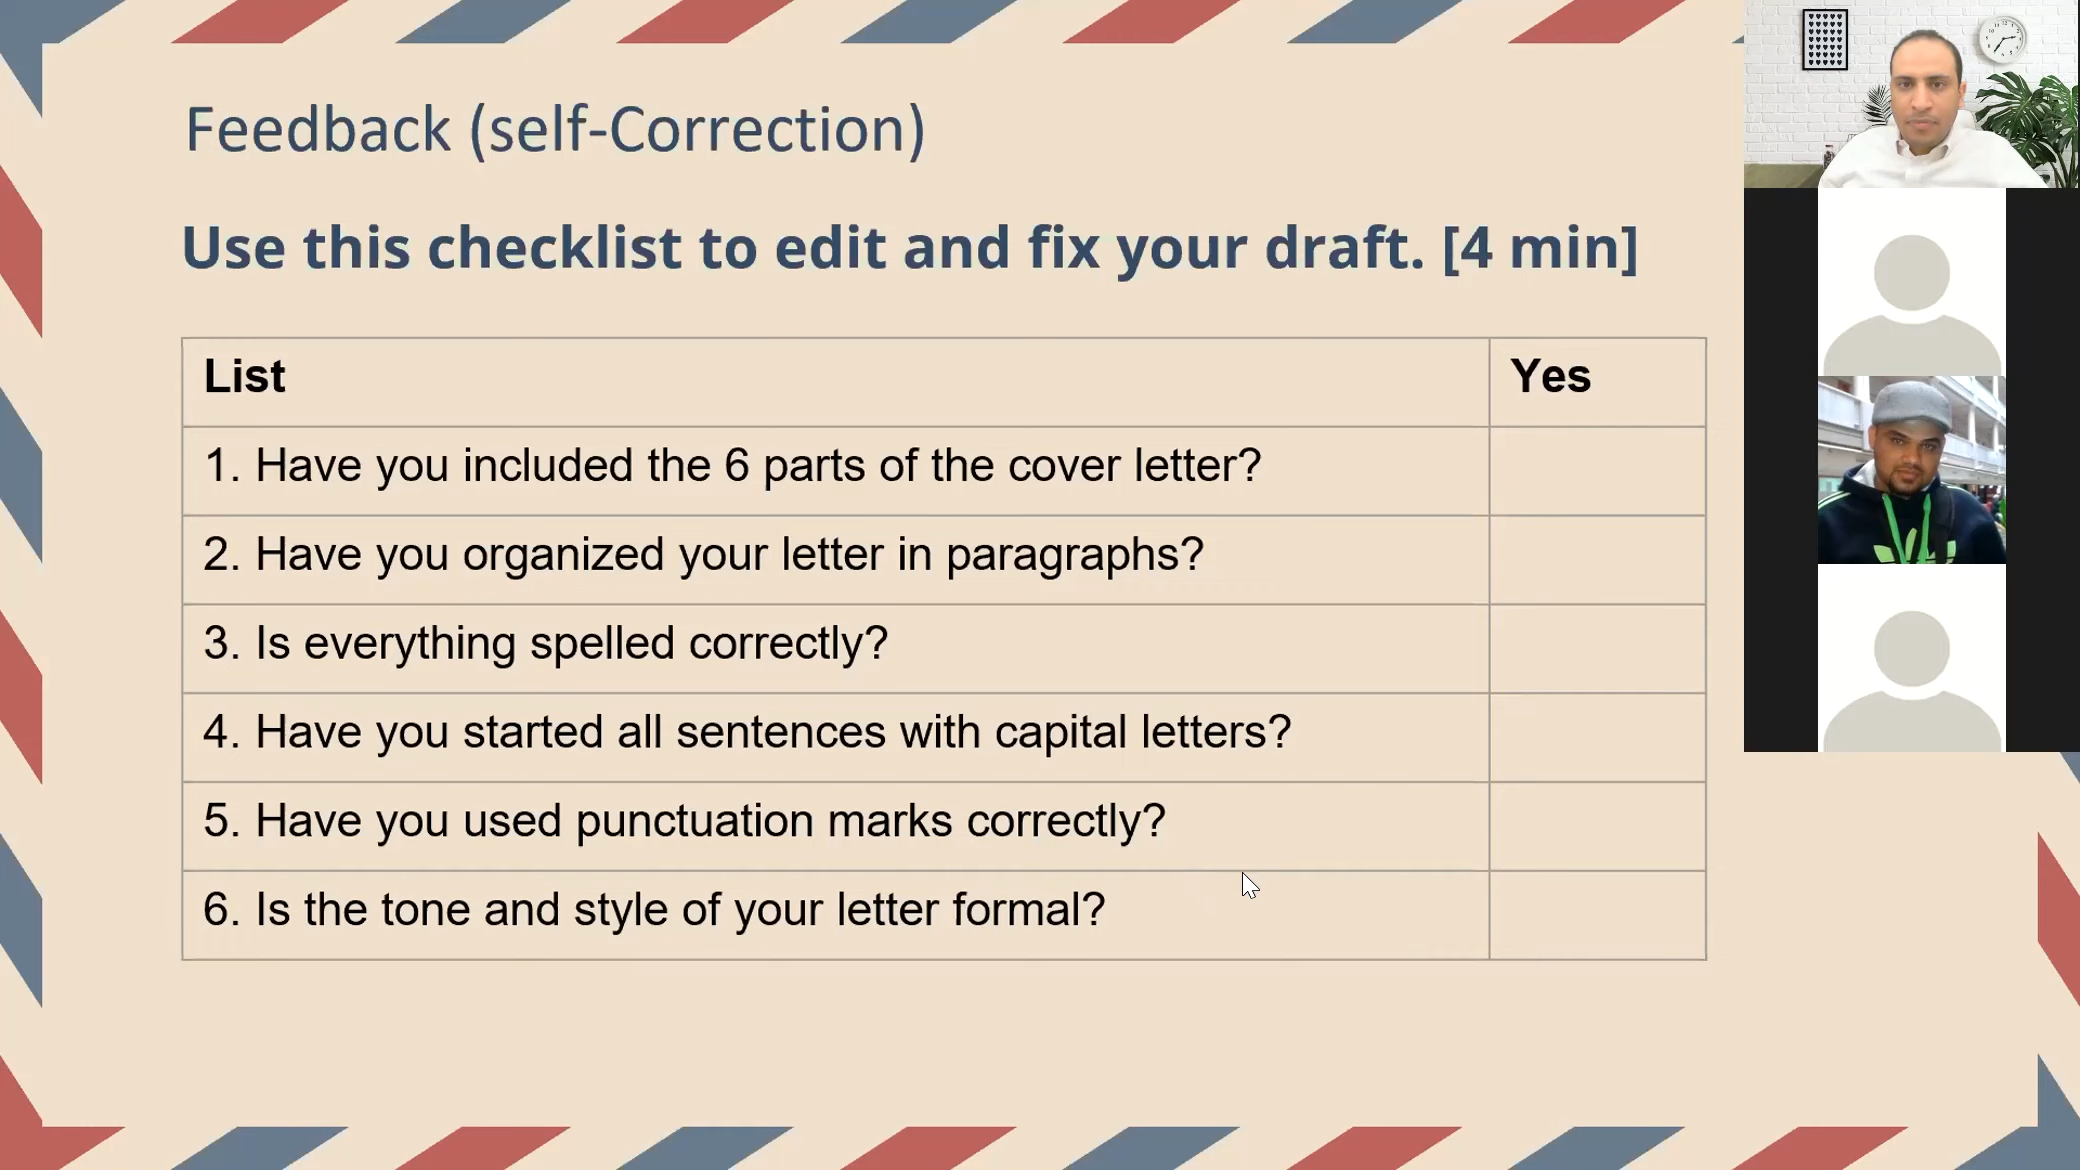 Feedback (self-Correction)
Use this checklist to edit and fix your draft. [4 min]
List Yes
1. Have you included the 6 parts of the cover letter?
2. Have you organized your letter in paragraphs?
3. Is everything spelled correctly?
4. Have you started all sentences with capital letters?
5. Have you used punctuation marks correctly?
6. Is the tone and style of your letter formal?